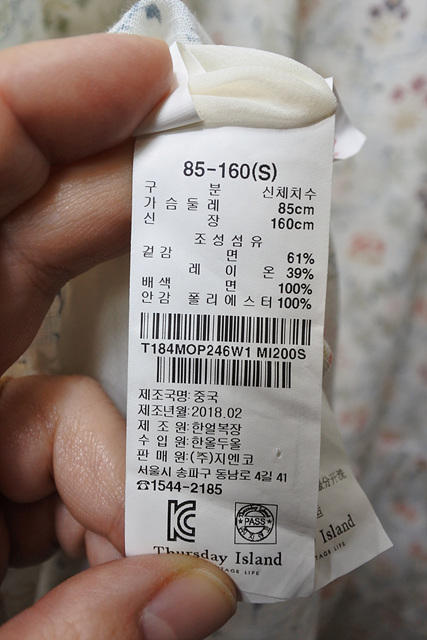 85-160(S)
구 분 신체치수
가슴둘레 85cm
신 장 160cm
조성섬유
겉감 면 61%
레이온 39%
배색 면 100%
안감 폴리에스터 100%
T184MOP246W1 MI200S
제조국명:중국
제조년월:2018.02
제 조 원:한얼복장
수 입 원:한올두올
판 매 원:(주)지엔코
서울시 송파구 동남로 4길 41
☎1544-2185
PASS
Thursday Island
Island
TAGE LIFE